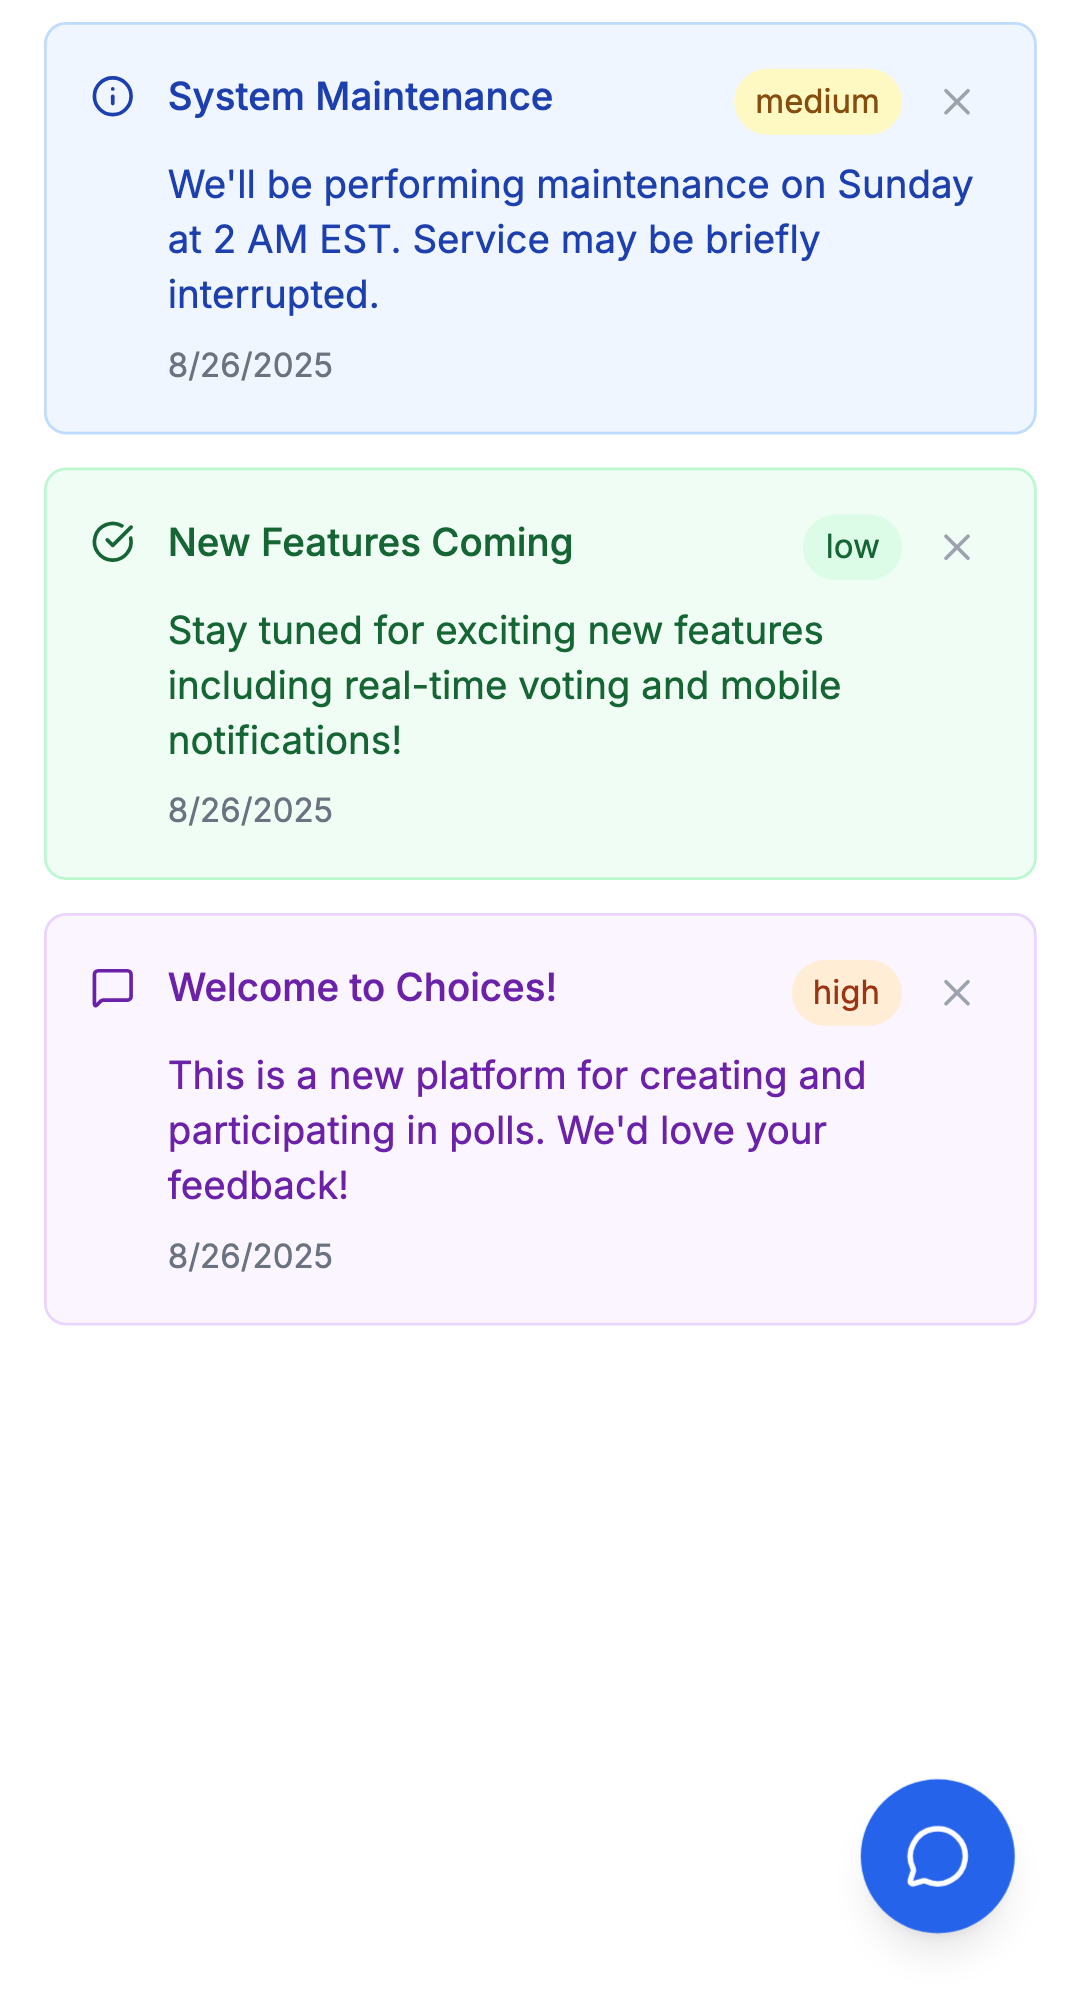 System Maintenance
medium
We'll be performing maintenance on Sunday
at 2 AM EST. Service may be briefly
interrupted.
8/26/2025
New Features Coming
low
Stay tuned for exciting new features
including real-time voting and mobile
notifications!
8/26/2025
Welcome to Choices!
high
This is a new platform for creating and
participating in polls. We'd love your
feedback!
8/26/2025